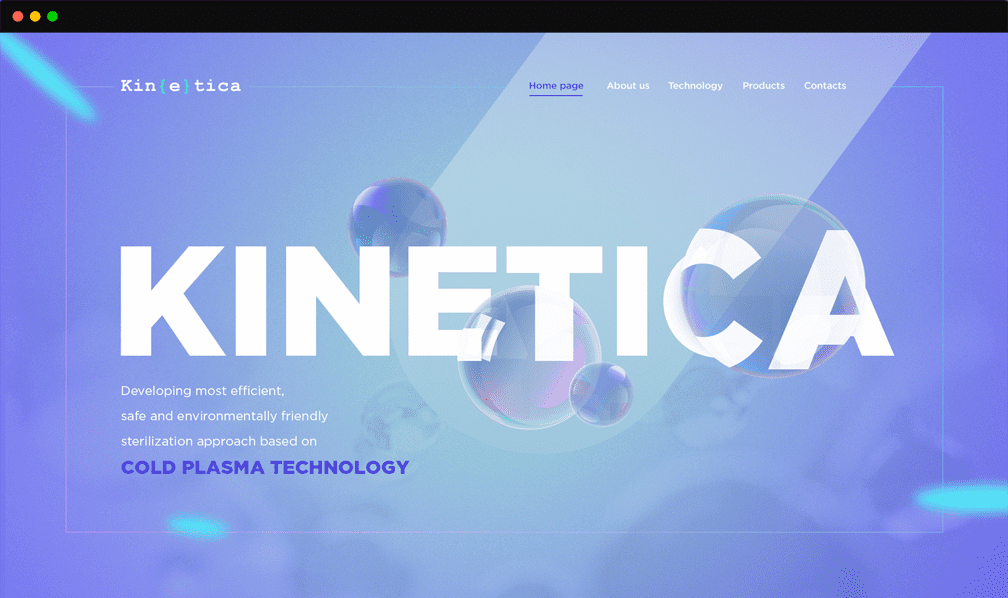 Kin{e}tica
Home page About us Technology Products Contacts
KINETICA
Developing most efficient,
safe and environmentally friendly
sterilization approach based on
COLD PLASMA TECHNOLOGY